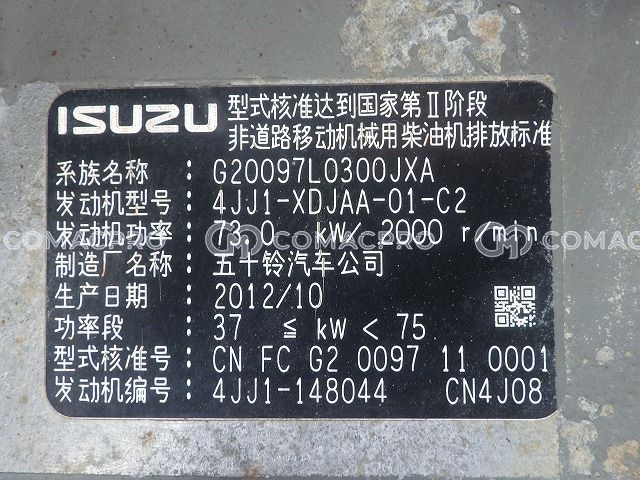 ISUZU 型式核准达到国家第Ⅱ阶段
非道路移动机械用柴油机排放标准
系族名称 : G20097L0300JXA
发动机型号 : 4JJ1-XDJAA-01-C2
发动机功率 : 73.0 kW/ 2000 r/min
制造厂名称 : 五十铃汽车公司
生产日期 : 2012/10
功率段 : 37 ≦ kW < 75
型式核准号 : CN FC G2 0097 11 0001
发动机编号 : 4JJ1-148044 CN4J08
COMACPRO COMACPRO COMACPRO